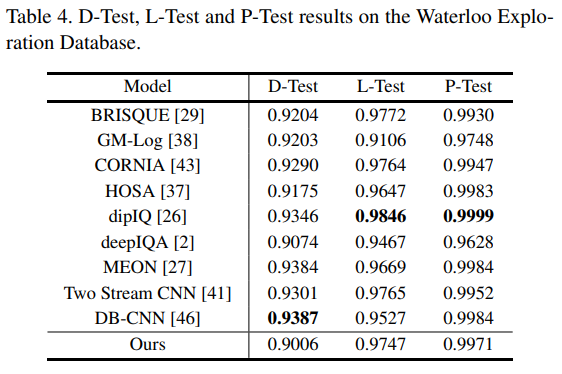 Table 4. D-Test, L-Test and P-Test results on the Waterloo Explo-
ration Database.
Model D-Test L-Test P-Test
BRISQUE [29] 0.9204 0.9772 0.9930
GM-Log [38] 0.9203 0.9106 0.9748
CORNIA [43] 0.9290 0.9764 0.9947
HOSA [37] 0.9175 0.9647 0.9983
dipIQ [26] 0.9346 0.9846 0.9999
deepIQA [2] 0.9074 0.9467 0.9628
MEON [27] 0.9384 0.9669 0.9984
Two Stream CNN [41] 0.9301 0.9765 0.9952
DB-CNN [46] 0.9387 0.9527 0.9984
Ours 0.9006 0.9747 0.9971